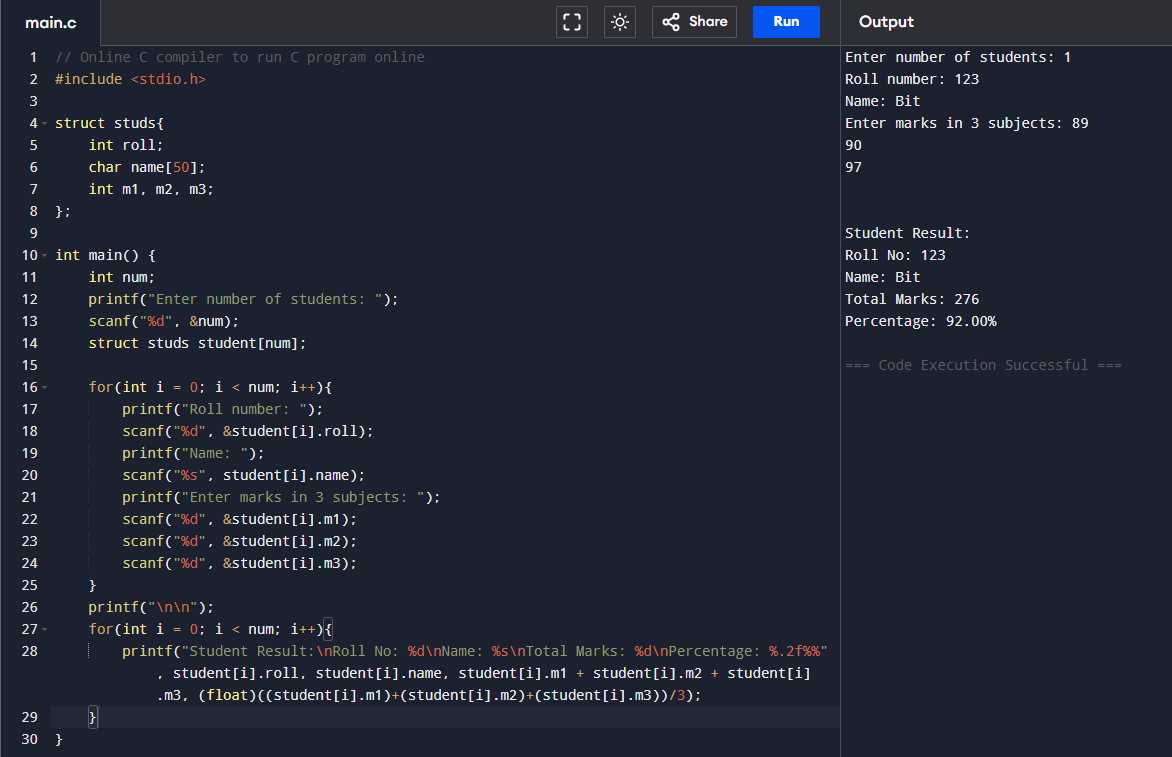 main.c
Share
Run
Output
1 // Online C compiler to run C program online
2 #include <stdio.h>
3
4 struct studs{
5     int roll;
6     char name[50];
7     int m1, m2, m3;
8 };
9
10 int main() {
11     int num;
12     printf("Enter number of students: ");
13     scanf("%d", &num);
14     struct studs student[num];
15
16     for(int i = 0; i < num; i++){
17         printf("Roll number: ");
18         scanf("%d", &student[i].roll);
19         printf("Name: ");
20         scanf("%s", student[i].name);
21         printf("Enter marks in 3 subjects: ");
22         scanf("%d", &student[i].m1);
23         scanf("%d", &student[i].m2);
24         scanf("%d", &student[i].m3);
25     }
26     printf("\n\n");
27     for(int i = 0; i < num; i++){
28         printf("Student Result:\nRoll No: %d\nName: %s\nTotal Marks: %d\nPercentage: %.2f%%"
            , student[i].roll, student[i].name, student[i].m1 + student[i].m2 + student[i]
            .m3, (float)((student[i].m1)+(student[i].m2)+(student[i].m3))/3);
29     }
30 }
Enter number of students: 1
Roll number: 123
Name: Bit
Enter marks in 3 subjects: 89
90
97
Student Result:
Roll No: 123
Name: Bit
Total Marks: 276
Percentage: 92.00%
=== Code Execution Successful ===